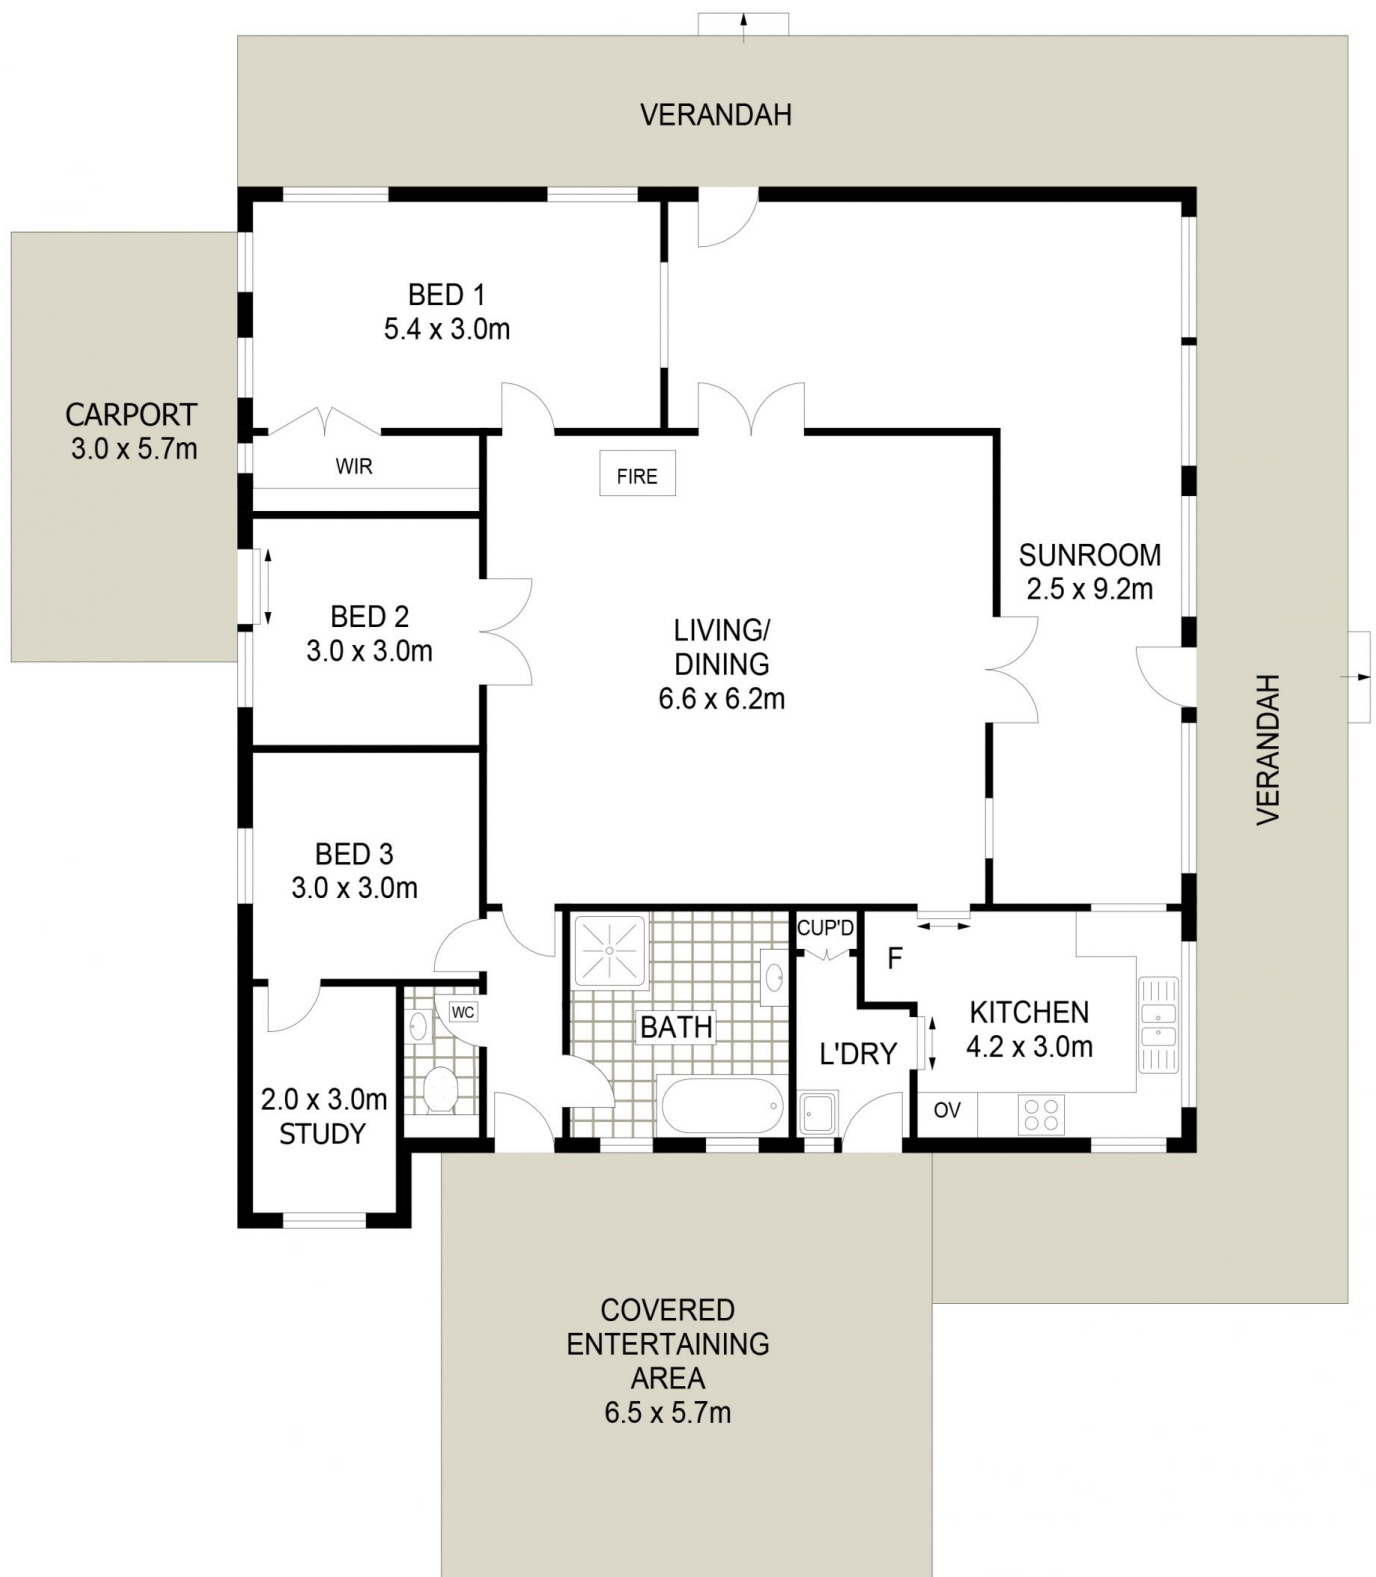 VERANDAH
BED 1
5.4 x 3.0m
CARPORT
3.0 x 5.7m
WIR
FIRE
SUNROOM
2.5 x 9.2m
BED 2
3.0 x 3.0m
LIVING/
DINING
6.6 x 6.2m
VERANDAH
BED 3
3.0 x 3.0m
CUP'D
F
WC
BATH
L'DRY
KITCHEN
4.2 x 3.0m
2.0 x 3.0m
STUDY
OV
COVERED
ENTERTAINING
AREA
6.5 x 5.7m